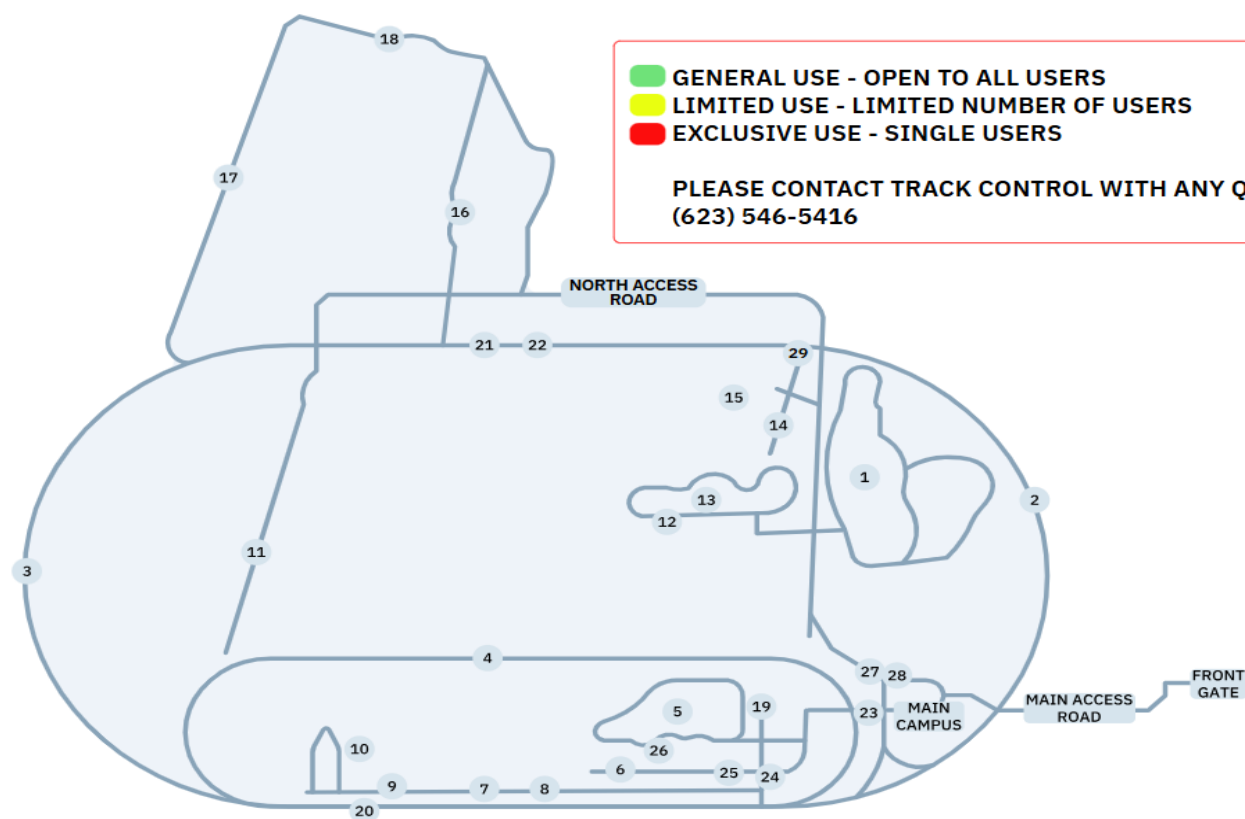 18
GENERAL USE - OPEN TO ALL USERS
LIMITED USE - LIMITED NUMBER OF USERS
EXCLUSIVE USE - SINGLE USERS
PLEASE CONTACT TRACK CONTROL WITH ANY Q
(623) 546-5416
17
16
NORTH ACCESS
ROAD
21
22
29
15
14
1
13
12
2
11
3
4
27
28
FRONT
GATE
5
19
23
MAIN
CAMPUS
MAIN ACCESS
ROAD
10
26
6
25
24
9
7
8
20